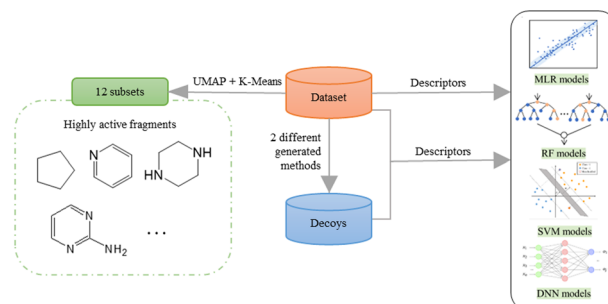 12 subsets
UMAP + K-Means
Dataset
Descriptors
Highly active fragments
N
NH
HN
N
N
NH₂
...
2 different
generated
methods
Descriptors
Decoys
MLR models
...
RF models
SVM models
DNN models